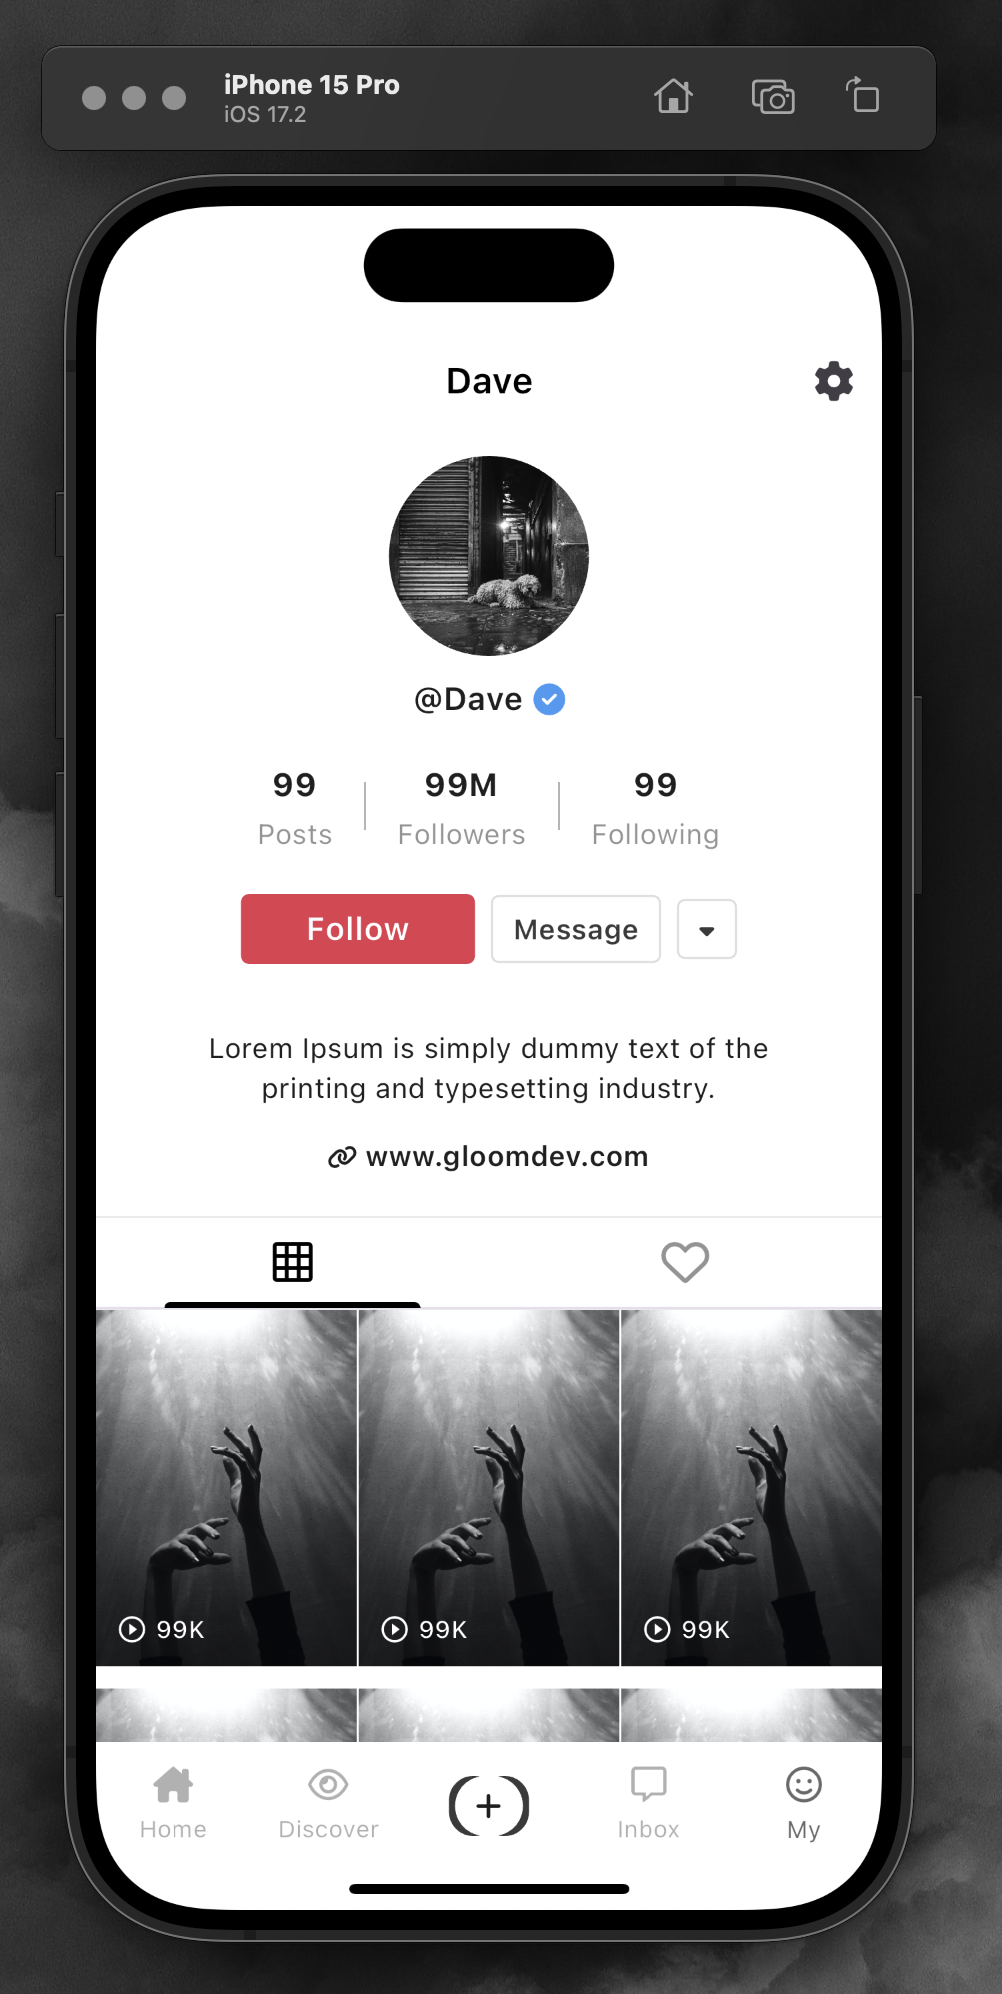 iPhone 15 Pro
iOS 17.2
Dave
@Dave
99 99M 99
Posts Followers Following
Follow Message
Lorem Ipsum is simply dummy text of the
printing and typesetting industry.
www.gloomdev.com
99K 99K 99K
Home Discover Inbox My